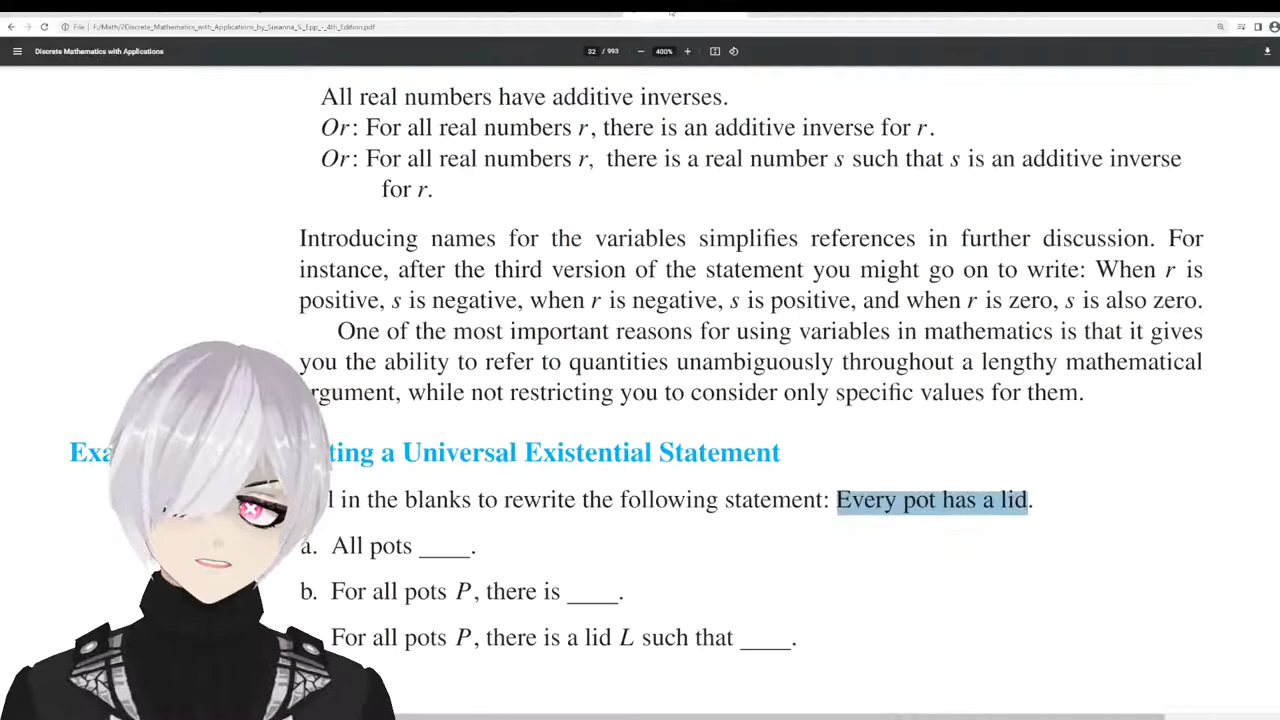 File | F:/Math/2Discrete_Mathematics_with_Applications_by_Susanna_S._Epp_-_4th_Edition.pdf
Discrete Mathematics with Applications
32 / 993
400%
All real numbers have additive inverses.
Or: For all real numbers r, there is an additive inverse for r.
Or: For all real numbers r, there is a real number s such that s is an additive inverse
for r.
Introducing names for the variables simplifies references in further discussion. For
instance, after the third version of the statement you might go on to write: When r is
positive, s is negative, when r is negative, s is positive, and when r is zero, s is also zero.
One of the most important reasons for using variables in mathematics is that it gives
you the ability to refer to quantities unambiguously throughout a lengthy mathematical
rgument, while not restricting you to consider only specific values for them.
Exa ting a Universal Existential Statement
l in the blanks to rewrite the following statement: Every pot has a lid.
a. All pots ____.
b. For all pots P, there is ____.
For all pots P, there is a lid L such that ____.